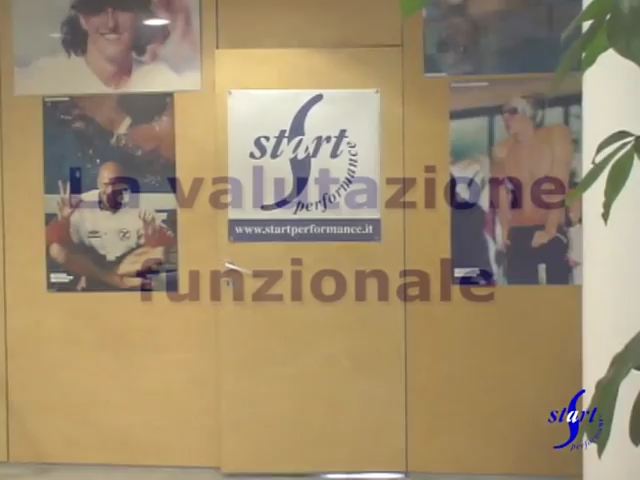 start
performance
www.startperformance.it
La valutazione
funzionale
start
performance